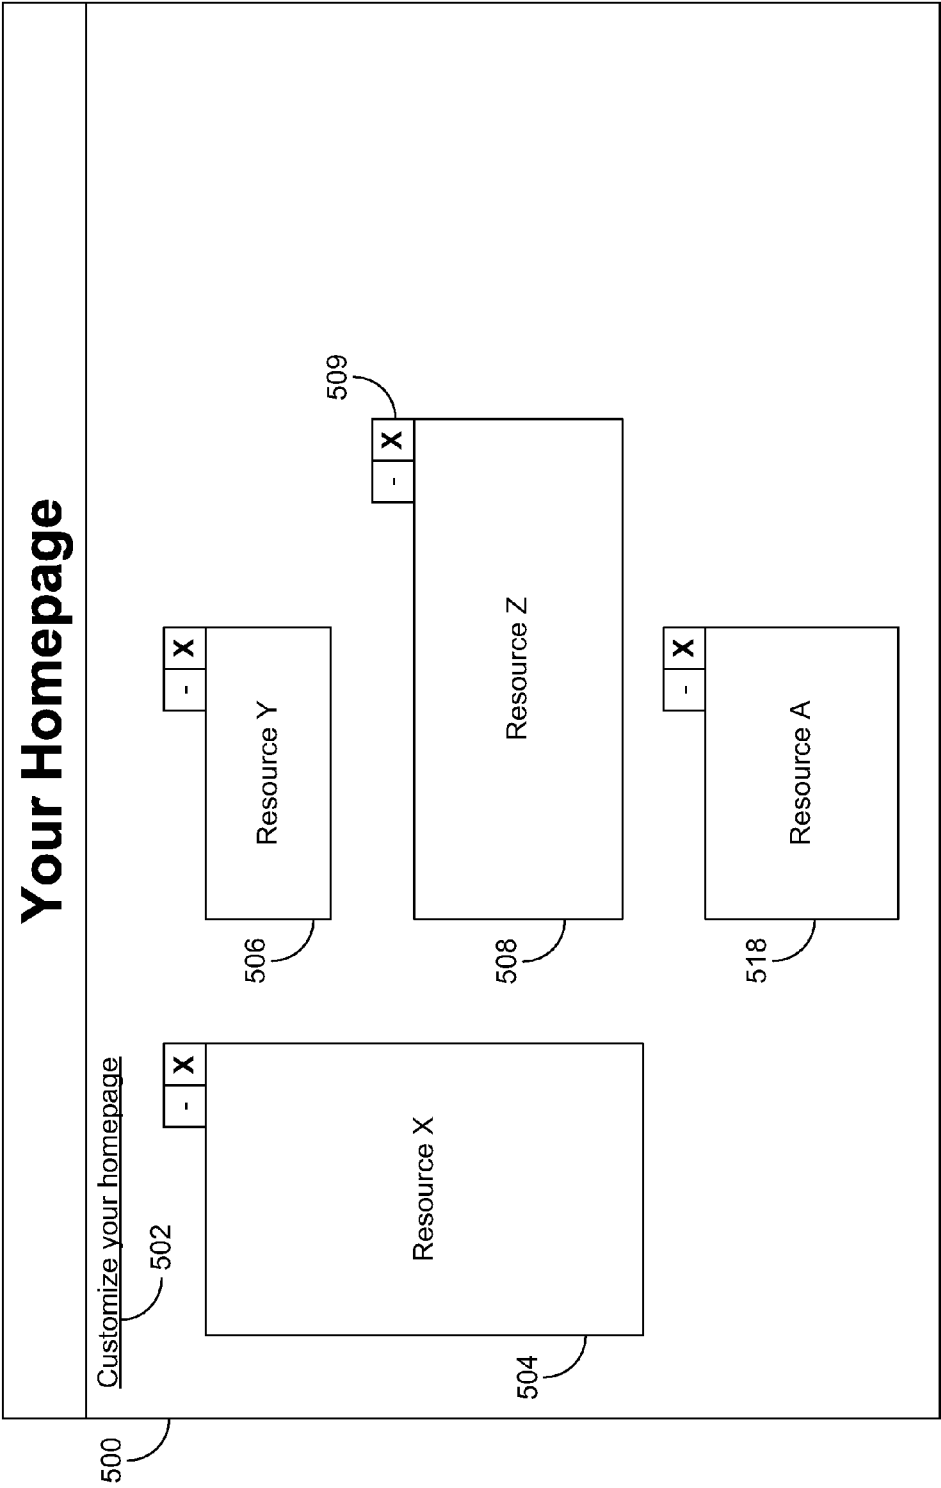 Your Homepage
Customize your homepage
502
500
- X
Resource X
504
- X
Resource Y
506
- X
509
Resource Z
508
- X
Resource A
518